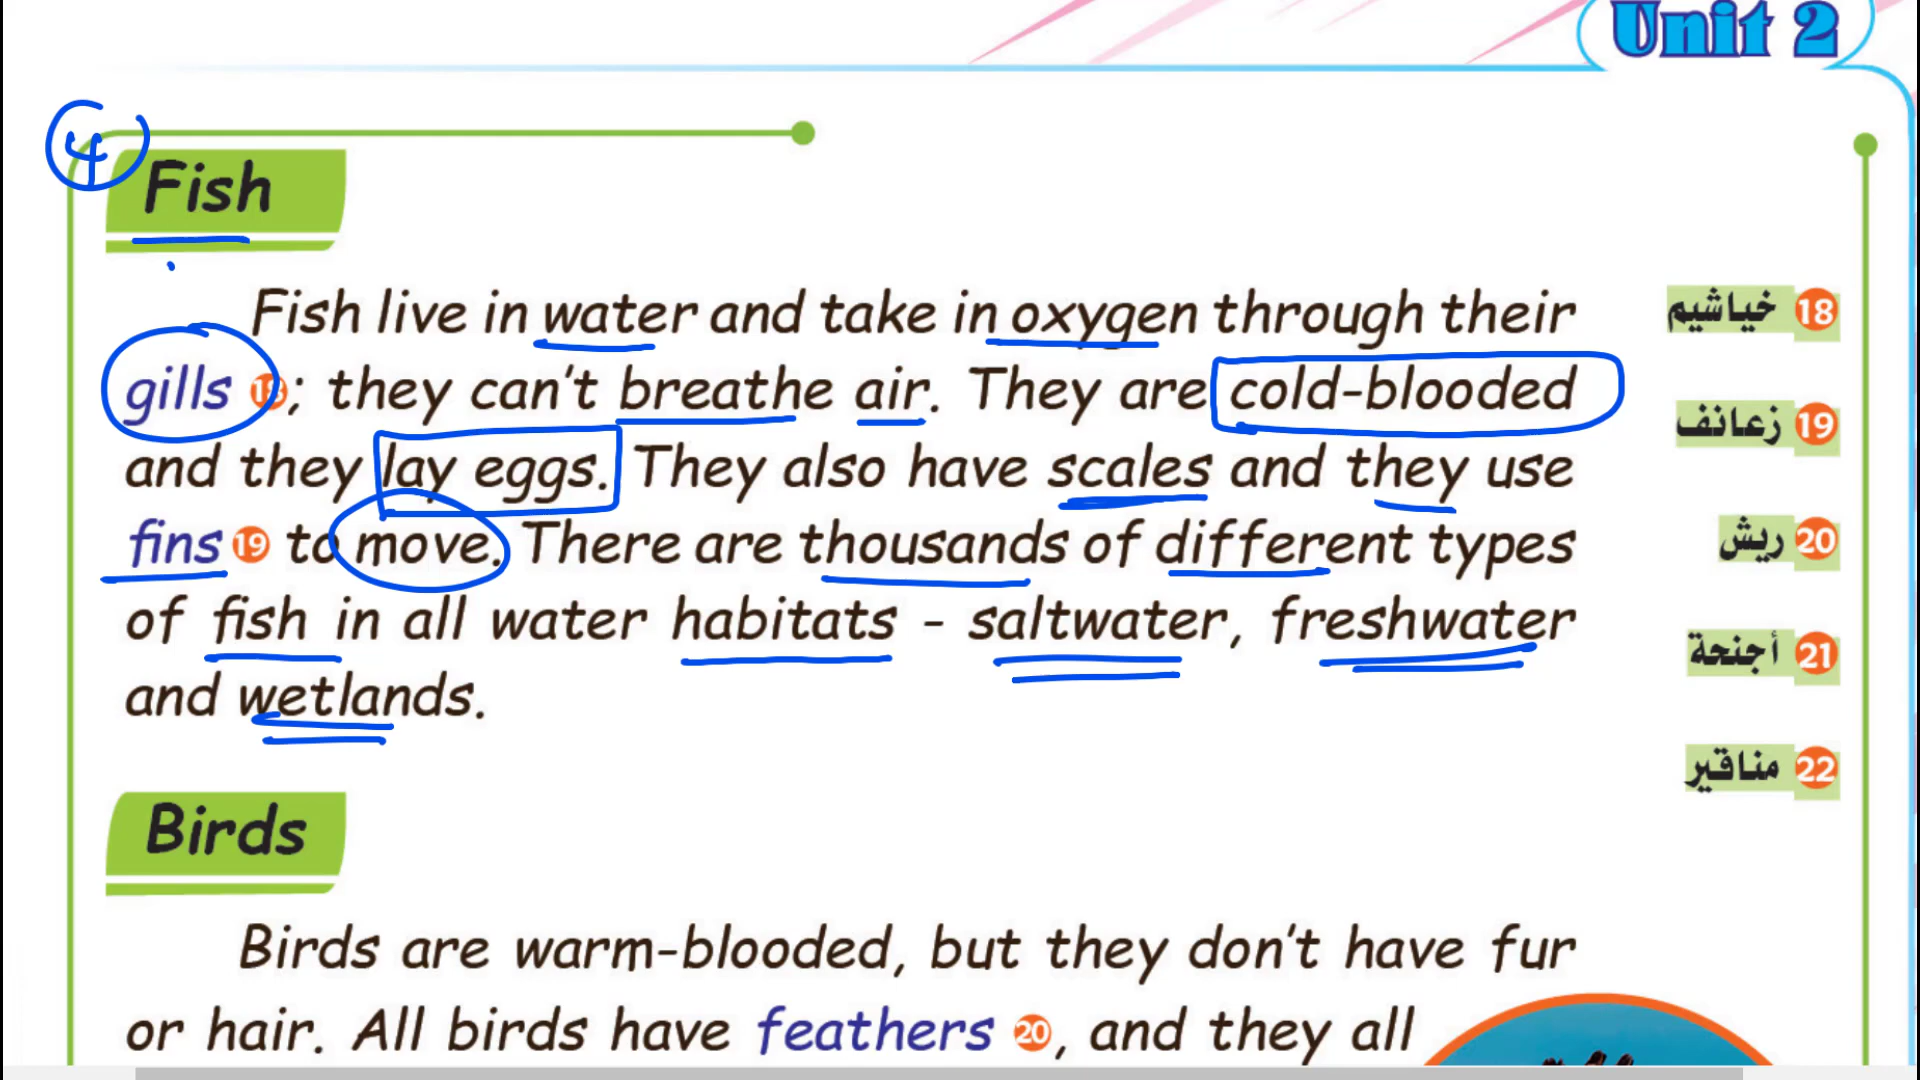 Unit 2
4
Fish
Fish live in water and take in oxygen through their
gills 18; they can't breathe air. They are cold-blooded
and they lay eggs. They also have scales and they use
fins 19 to move. There are thousands of different types
of fish in all water habitats - saltwater, freshwater
and wetlands.
18 خياشيم
19 زعانف
20 ريش
21 أجنحة
22 مناقير
Birds
Birds are warm-blooded, but they don't have fur
or hair. All birds have feathers 20, and they all